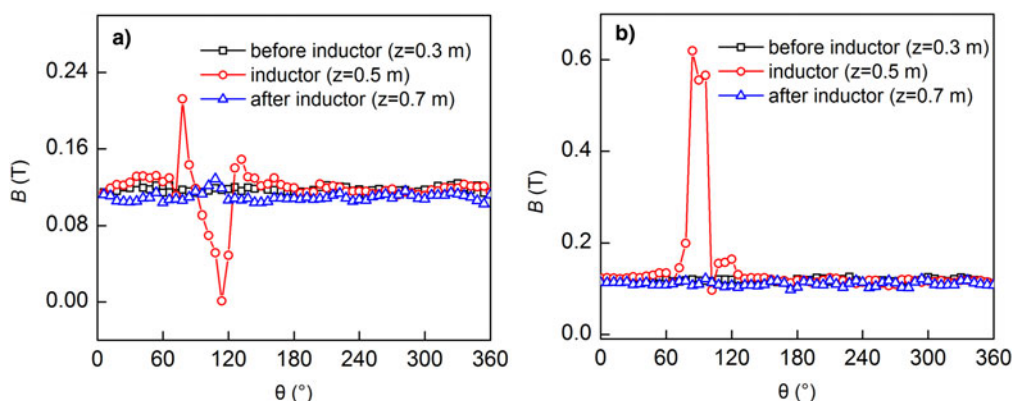 a)
before inductor (z=0.3 m)
inductor (z=0.5 m)
after inductor (z=0.7 m)
0.24
0.16
0.08
0.00
B (T)
0 60 120 180 240 300 360
θ (°)
b)
before inductor (z=0.3 m)
inductor (z=0.5 m)
after inductor (z=0.7 m)
0.6
0.4
0.2
0.0
B (T)
0 60 120 180 240 300 360
θ (°)